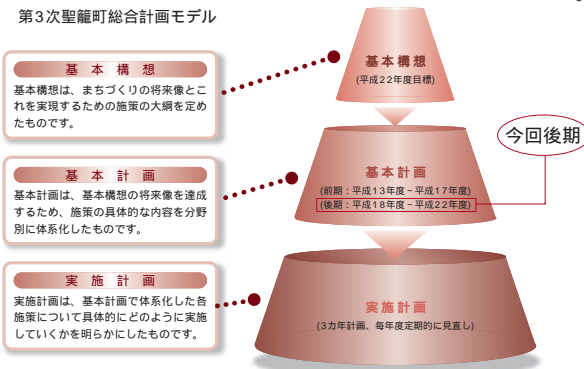 第3次聖籠町総合計画モデル
基本構想
基本構想は、まちづくりの将来像とこ
れを実現するための施策の大綱を定め
たものです。
基本計画
基本計画は、基本構想の将来像を達成
するため、施策の具体的な内容を分野
別に体系化したものです。
実施計画
実施計画は、基本計画で体系化した各
施策について具体的にどのように実施
していくかを明らかにしたものです。
基本構想
(平成22年度目標)
基本計画
(前期：平成13年度－平成17年度)
(後期：平成18年度－平成22年度)
今回後期
実施計画
(3カ年計画、毎年度定期的に見直し)